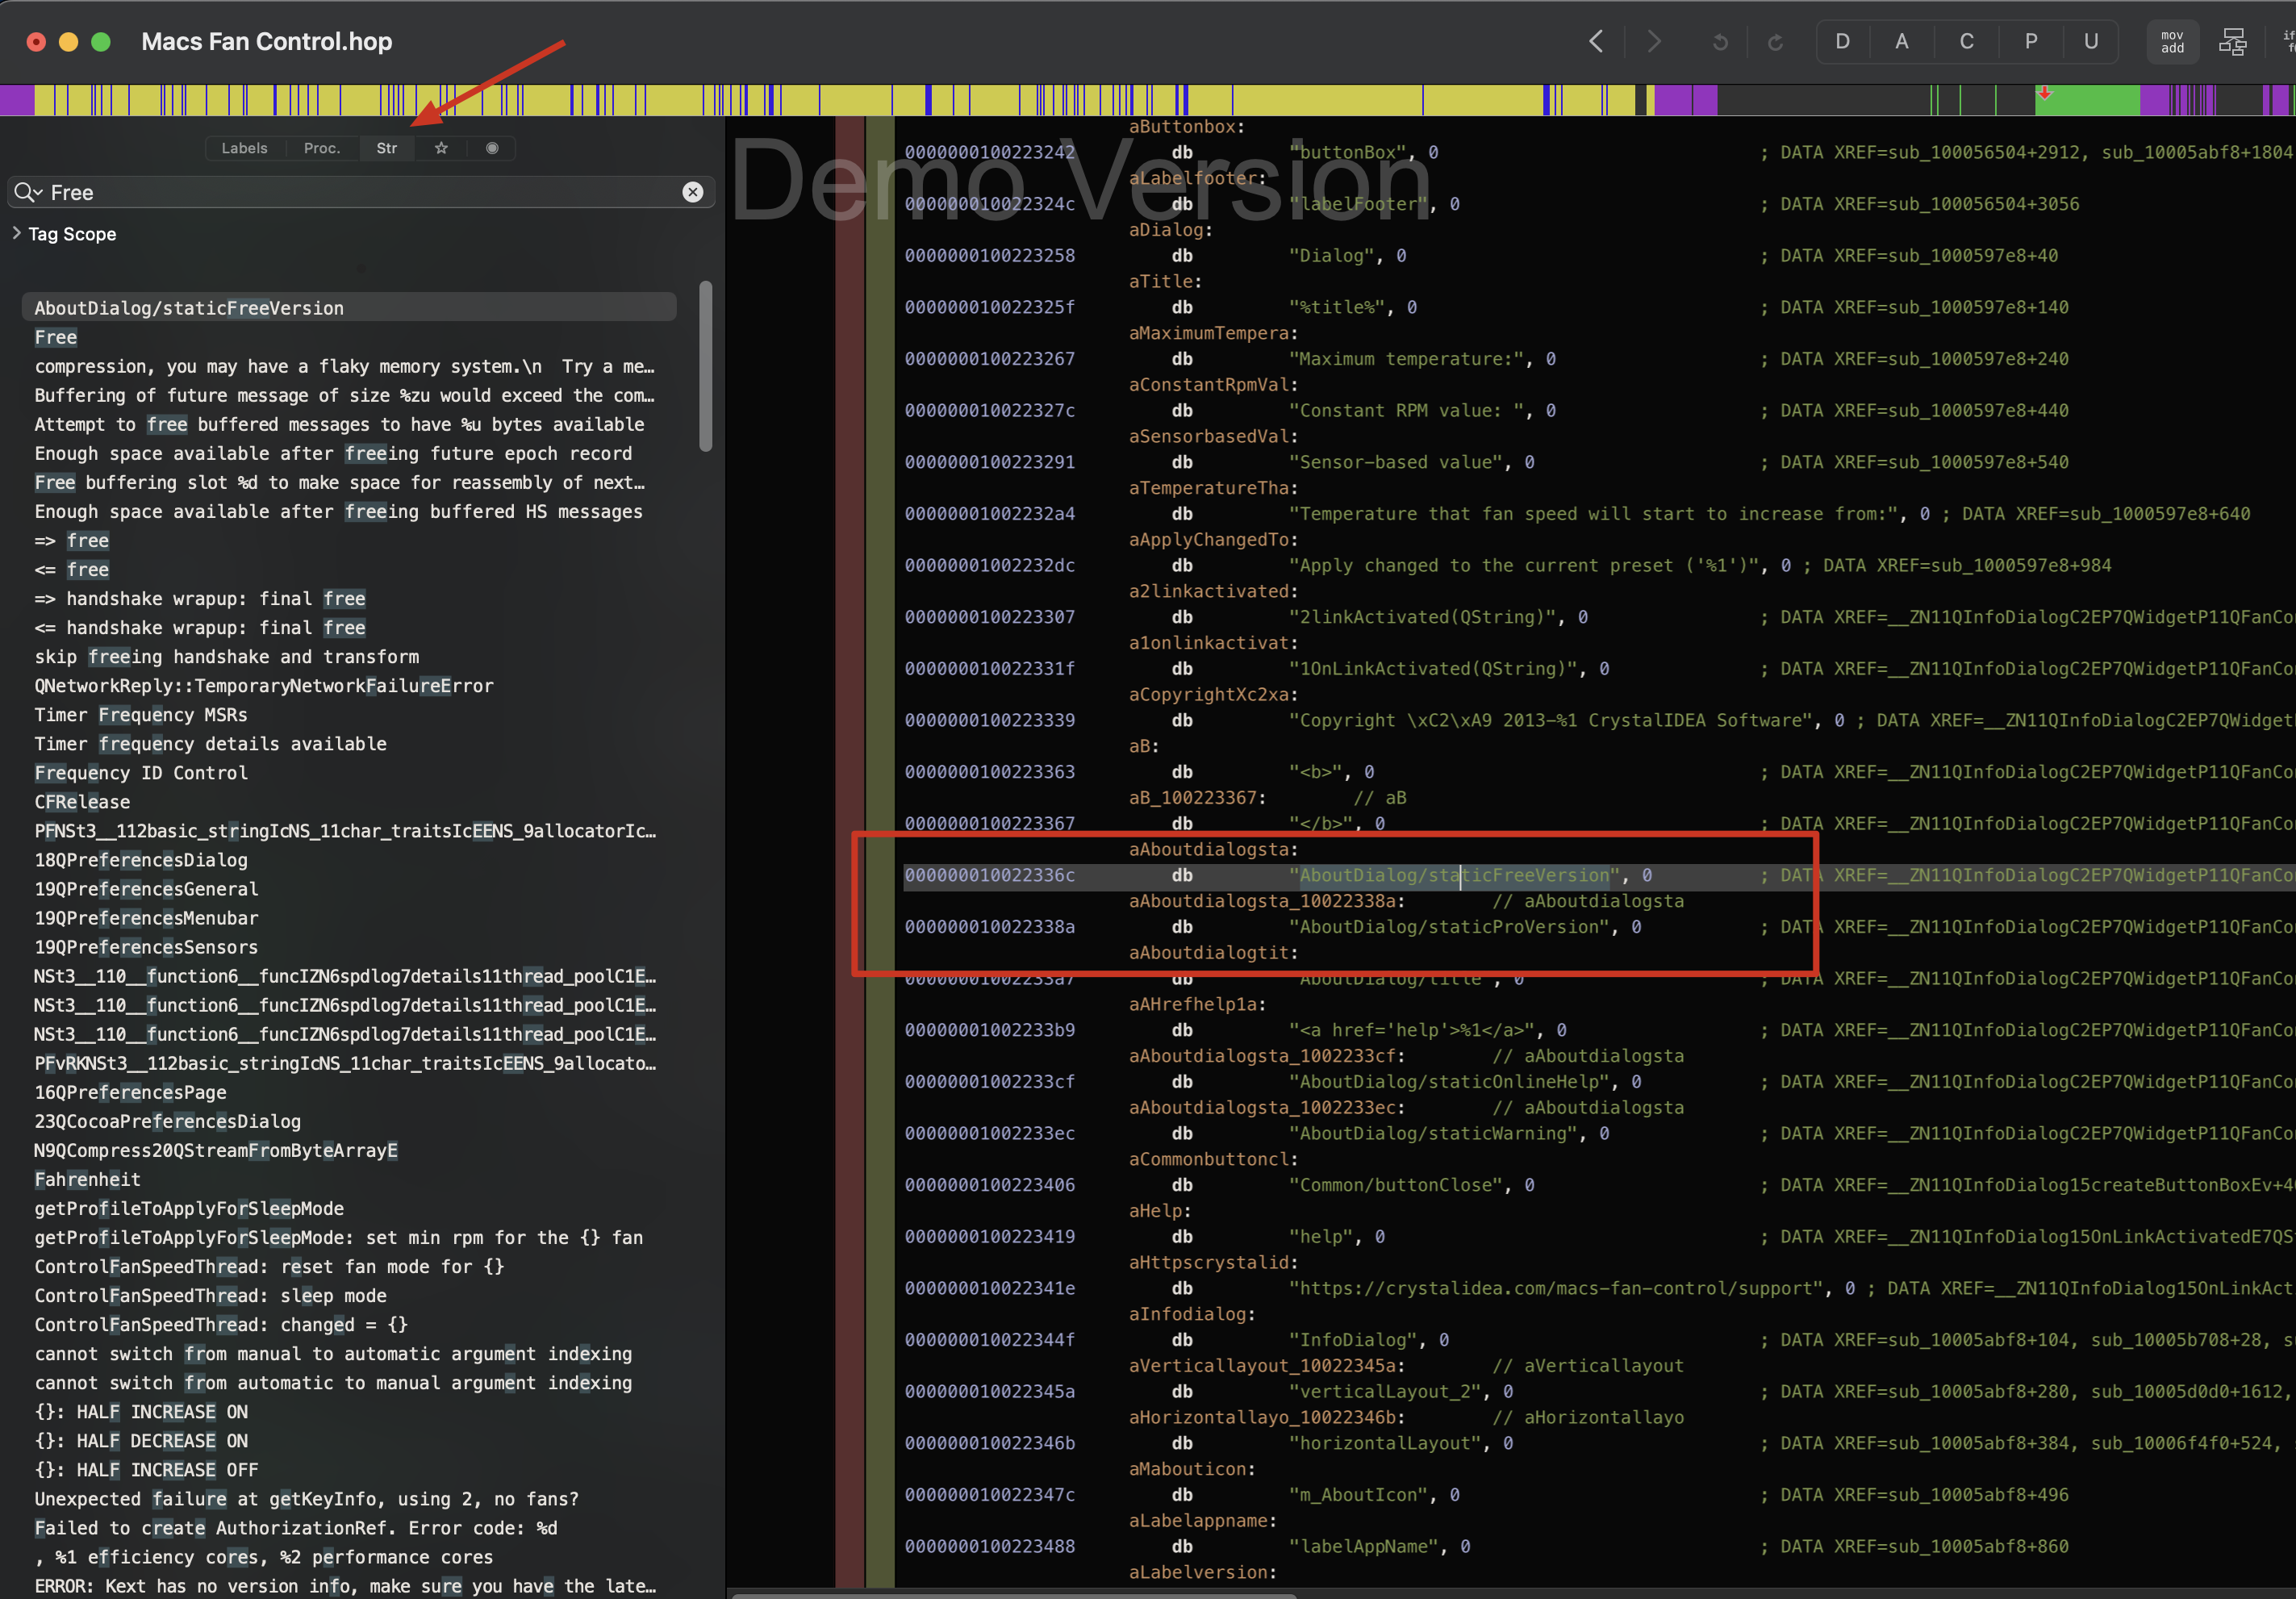 Macs Fan Control.hop
D A C P U mov add
Labels Proc. Str
Free
Tag Scope
AboutDialog/staticFreeVersion
Free
compression, you may have a flaky memory system.\n  Try a me…
Buffering of future message of size %zu would exceed the com…
Attempt to free buffered messages to have %u bytes available
Enough space available after freeing future epoch record
Free buffering slot %d to make space for reassembly of next…
Enough space available after freeing buffered HS messages
=> free
<= free
=> handshake wrapup: final free
<= handshake wrapup: final free
skip freeing handshake and transform
QNetworkReply::TemporaryNetworkFailureError
Timer Frequency MSRs
Timer frequency details available
Frequency ID Control
CFRelease
PFNSt3__112basic_stringIcNS_11char_traitsIcEENS_9allocatorIc…
18QPreferencesDialog
19QPreferencesGeneral
19QPreferencesMenubar
19QPreferencesSensors
NSt3__110__function6__funcIZN6spdlog7details11thread_poolC1E…
NSt3__110__function6__funcIZN6spdlog7details11thread_poolC1E…
NSt3__110__function6__funcIZN6spdlog7details11thread_poolC1E…
PFvRKNSt3__112basic_stringIcNS_11char_traitsIcEENS_9allocato…
16QPreferencesPage
23QCocoaPreferencesDialog
N9QCompress20QStreamFromByteArrayE
Fahrenheit
getProfileToApplyForSleepMode
getProfileToApplyForSleepMode: set min rpm for the {} fan
ControlFanSpeedThread: reset fan mode for {}
ControlFanSpeedThread: sleep mode
ControlFanSpeedThread: changed = {}
cannot switch from manual to automatic argument indexing
cannot switch from automatic to manual argument indexing
{}: HALF INCREASE ON
{}: HALF DECREASE ON
{}: HALF INCREASE OFF
Unexpected failure at getKeyInfo, using 2, no fans?
Failed to create AuthorizationRef. Error code: %d
, %1 efficiency cores, %2 performance cores
ERROR: Kext has no version info, make sure you have the late…
Demo Version
aButtonbox:
0000000100223242 db "buttonBox", 0 ; DATA XREF=sub_100056504+2912, sub_10005abf8+1804
aLabelfooter:
000000010022324c db "labelFooter", 0 ; DATA XREF=sub_100056504+3056
aDialog:
0000000100223258 db "Dialog", 0 ; DATA XREF=sub_1000597e8+40
aTitle:
000000010022325f db "%title%", 0 ; DATA XREF=sub_1000597e8+140
aMaximumTempera:
0000000100223267 db "Maximum temperature:", 0 ; DATA XREF=sub_1000597e8+240
aConstantRpmVal:
000000010022327c db "Constant RPM value: ", 0 ; DATA XREF=sub_1000597e8+440
aSensorbasedVal:
0000000100223291 db "Sensor-based value", 0 ; DATA XREF=sub_1000597e8+540
aTemperatureTha:
00000001002232a4 db "Temperature that fan speed will start to increase from:", 0 ; DATA XREF=sub_1000597e8+640
aApplyChangedTo:
00000001002232dc db "Apply changed to the current preset ('%1')", 0 ; DATA XREF=sub_1000597e8+984
a2linkactivated:
0000000100223307 db "2linkActivated(QString)", 0 ; DATA XREF=__ZN11QInfoDialogC2EP7QWidgetP11QFanCo
a1onlinkactivat:
000000010022331f db "1OnLinkActivated(QString)", 0 ; DATA XREF=__ZN11QInfoDialogC2EP7QWidgetP11QFanCo
aCopyrightXc2xa:
0000000100223339 db "Copyright \xC2\xA9 2013-%1 CrystalIDEA Software", 0 ; DATA XREF=__ZN11QInfoDialogC2EP7Qwidget
aB:
0000000100223363 db "<b>", 0 ; DATA XREF=__ZN11QInfoDialogC2EP7QWidgetP11QFanCo
aB_100223367: // aB
0000000100223367 db "</b>", 0 ; DATA XREF=__ZN11QInfoDialogC2EP7QWidgetP11QFanCo
aAboutdialogsta:
000000010022336c db "AboutDialog/staticFreeVersion", 0 ; DATA XREF=__ZN11QInfoDialogC2EP7QWidgetP11QFanCo
aAboutdialogsta_10022338a: // aAboutdialogsta
000000010022338a db "AboutDialog/staticProVersion", 0 ; DATA XREF=__ZN11QInfoDialogC2EP7QWidgetP11QFanCo
aAboutdialogtit:
00000001002233a7 db "AboutDialog/title", 0 ; DATA XREF=__ZN11QInfoDialogC2EP7QWidgetP11QFanCo
aAHrefhelp1a:
00000001002233b9 db "<a href='help'>%1</a>", 0 ; DATA XREF=__ZN11QInfoDialogC2EP7QWidgetP11QFanCo
aAboutdialogsta_1002233cf: // aAboutdialogsta
00000001002233cf db "AboutDialog/staticOnlineHelp", 0 ; DATA XREF=__ZN11QInfoDialogC2EP7QWidgetP11QFanCo
aAboutdialogsta_1002233ec: // aAboutdialogsta
00000001002233ec db "AboutDialog/staticWarning", 0 ; DATA XREF=__ZN11QInfoDialogC2EP7QWidgetP11QFanCo
aCommonbuttoncl:
0000000100223406 db "Common/buttonClose", 0 ; DATA XREF=__ZN11QInfoDialog15createButtonBoxEv+4
aHelp:
0000000100223419 db "help", 0 ; DATA XREF=__ZN11QInfoDialog15OnLinkActivatedE7QS
aHttpscrystalid:
000000010022341e db "https://crystalidea.com/macs-fan-control/support", 0 ; DATA XREF=__ZN11QInfoDialog15OnLinkAct
aInfodialog:
000000010022344f db "InfoDialog", 0 ; DATA XREF=sub_10005abf8+104, sub_10005b708+28, s
aVerticallayout_10022345a: // aVerticallayout
000000010022345a db "verticalLayout_2", 0 ; DATA XREF=sub_10005abf8+280, sub_10005d0d0+1612,
aHorizontallayo_10022346b: // aHorizontallayo
000000010022346b db "horizontalLayout", 0 ; DATA XREF=sub_10005abf8+384, sub_10006f4f0+524,
aMabouticon:
000000010022347c db "m_AboutIcon", 0 ; DATA XREF=sub_10005abf8+496
aLabelappname:
0000000100223488 db "labelAppName", 0 ; DATA XREF=sub_10005abf8+860
aLabelversion: